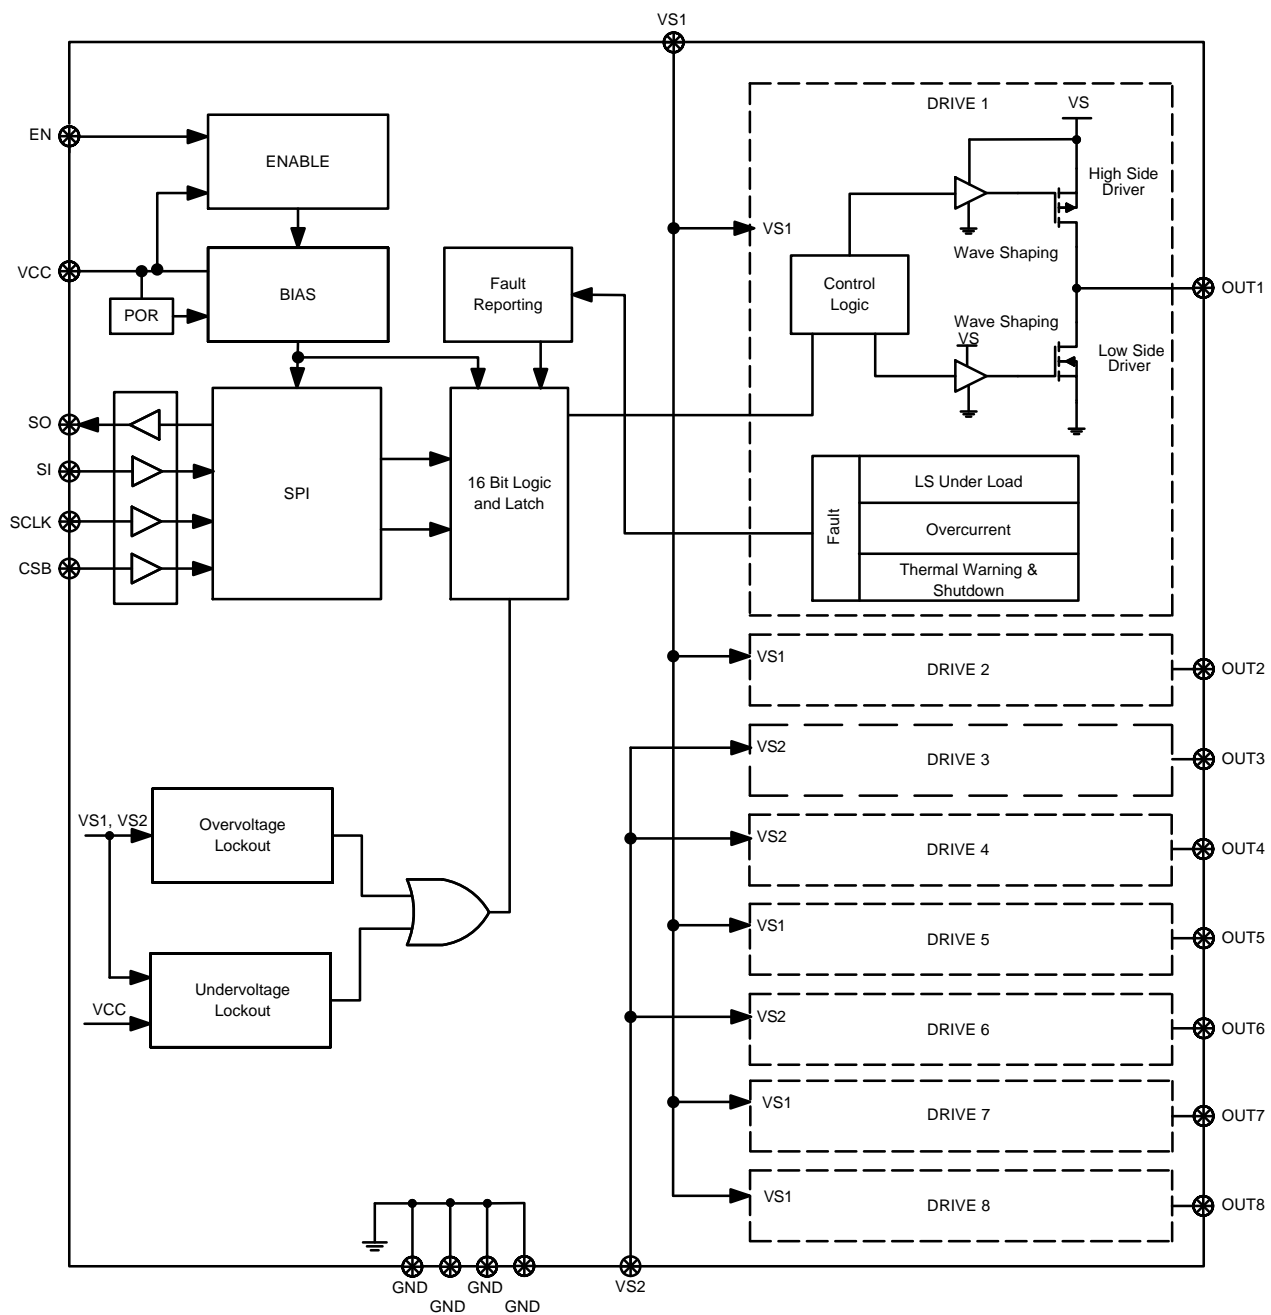 VS1
EN
ENABLE
VCC
BIAS
POR
Fault
Reporting
SO
SI
SCLK
CSB
SPI
16 Bit Logic
and Latch
VS1, VS2
Overvoltage
Lockout
Undervoltage
Lockout
VCC
DRIVE 1
VS
High Side
Driver
VS1
Wave Shaping
Control
Logic
OUT1
Wave Shaping
VS
Low Side
Driver
Fault
LS Under Load
Overcurrent
Thermal Warning &
Shutdown
VS1
DRIVE 2
OUT2
VS2
DRIVE 3
OUT3
VS2
DRIVE 4
OUT4
VS1
DRIVE 5
OUT5
VS2
DRIVE 6
OUT6
VS1
DRIVE 7
OUT7
VS1
DRIVE 8
OUT8
GND
GND
GND
GND
VS2